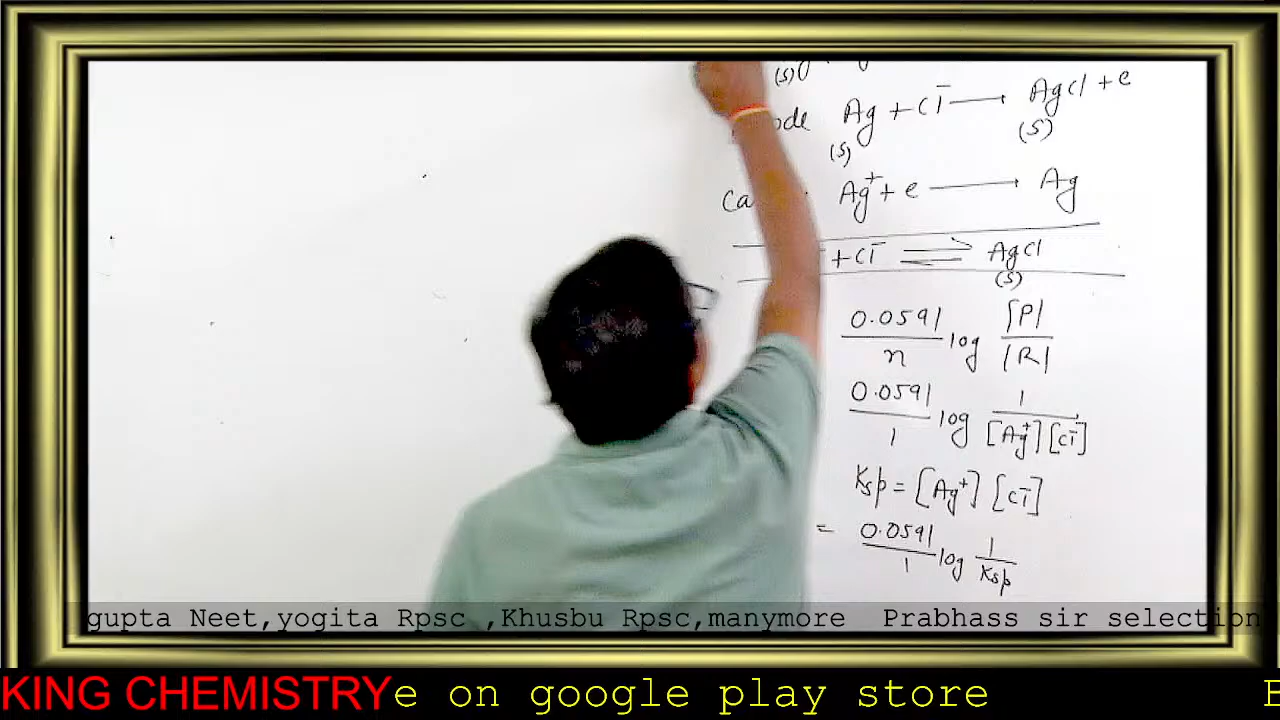 (s)
Ag + Cl⁻ ⟶ AgCl + e
(s) (s)
Ag⁺ + e ⟶ Ag
+ Cl⁻ ⇌ AgCl
(s)
0.0591/n log [P]/[R]
0.0591/1 log 1/[Ag⁺][Cl⁻]
Ksp = [Ag⁺] [Cl⁻]
= 0.0591/1 log 1/Ksp
gupta Neet,yogita Rpsc ,Khusbu Rpsc,manymore Prabhass sir selection
KING CHEMISTRY e on google play store